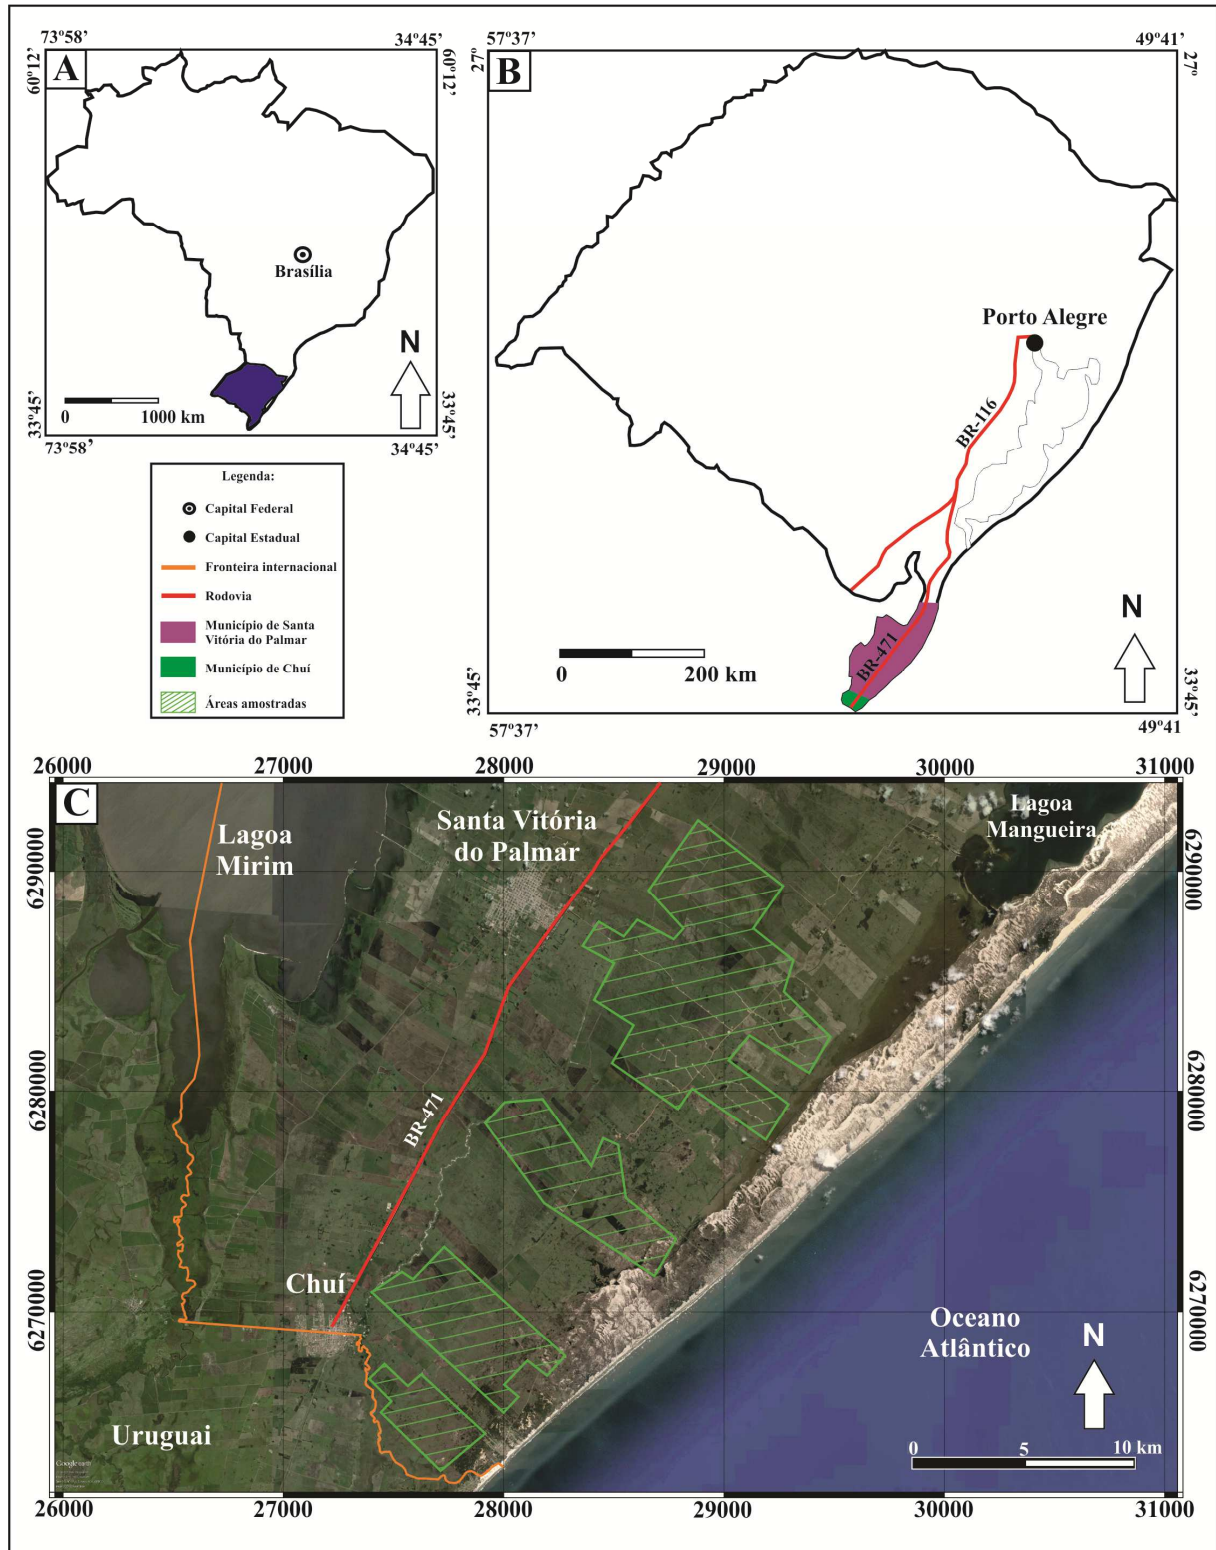 73º58’ 34º45’
60º12’ 60º12’
A
Brasília
N
0 1000 km
33º45’ 33º45’
73º58’ 34º45’
57º37’ 49º41’
27º 27º
B
Porto Alegre
BR-116
N
BR-471
0 200 km
33º45’ 33º45’
57º37’ 49º41
Legenda:
Capital Federal
Capital Estadual
Fronteira internacional
Rodovia
Município de Santa
Vitória do Palmar
Município de Chuí
Áreas amostradas
26000 27000 28000 29000 30000 31000
C
Lagoa
Mirim
Santa Vitória
do Palmar
Lagoa
Mangueira
6290000 6290000
6280000 6280000
BR-471
Chuí
6270000 6270000
Oceano
Atlântico
N
Uruguai
0 5 10 km
Google earth
26000 27000 28000 29000 30000 31000